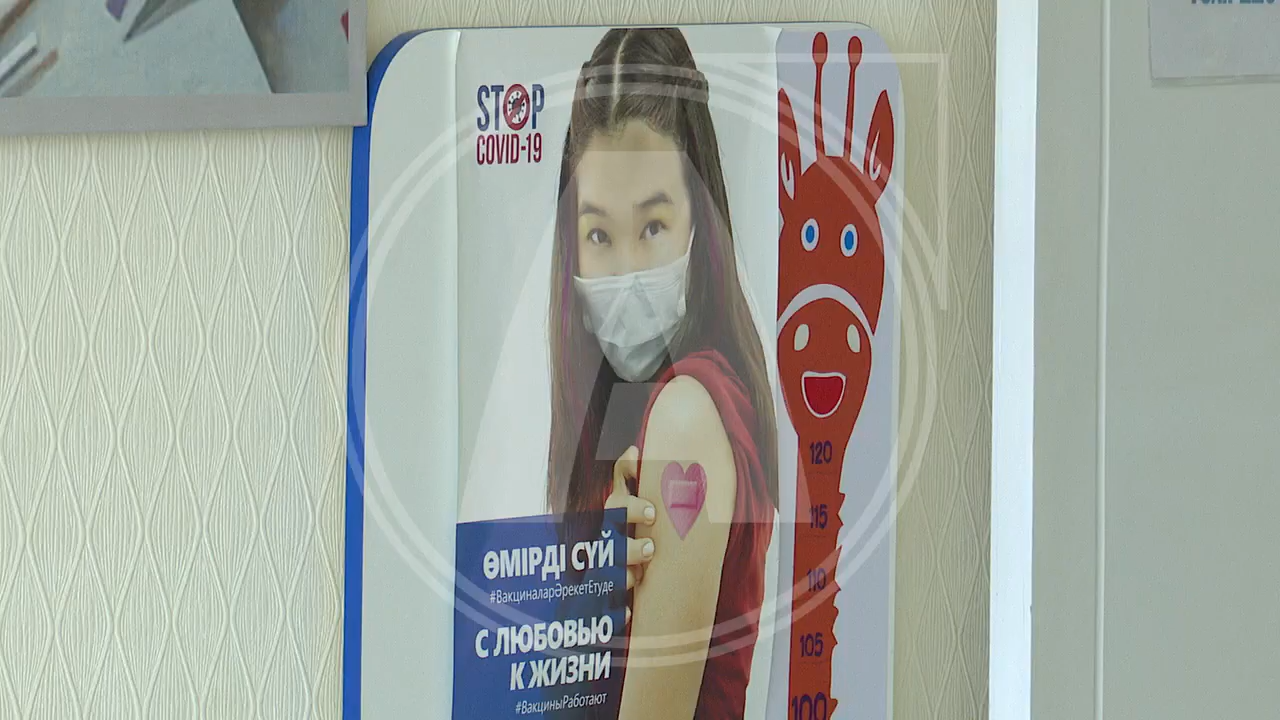 STOP
COVID-19
ӨМІРДІ СҮЙ
#ВакциналарӘрекетЕтуде
С ЛЮБОВЬЮ
К ЖИЗНИ
#ВакциныРаботают
120
115
110
105
100